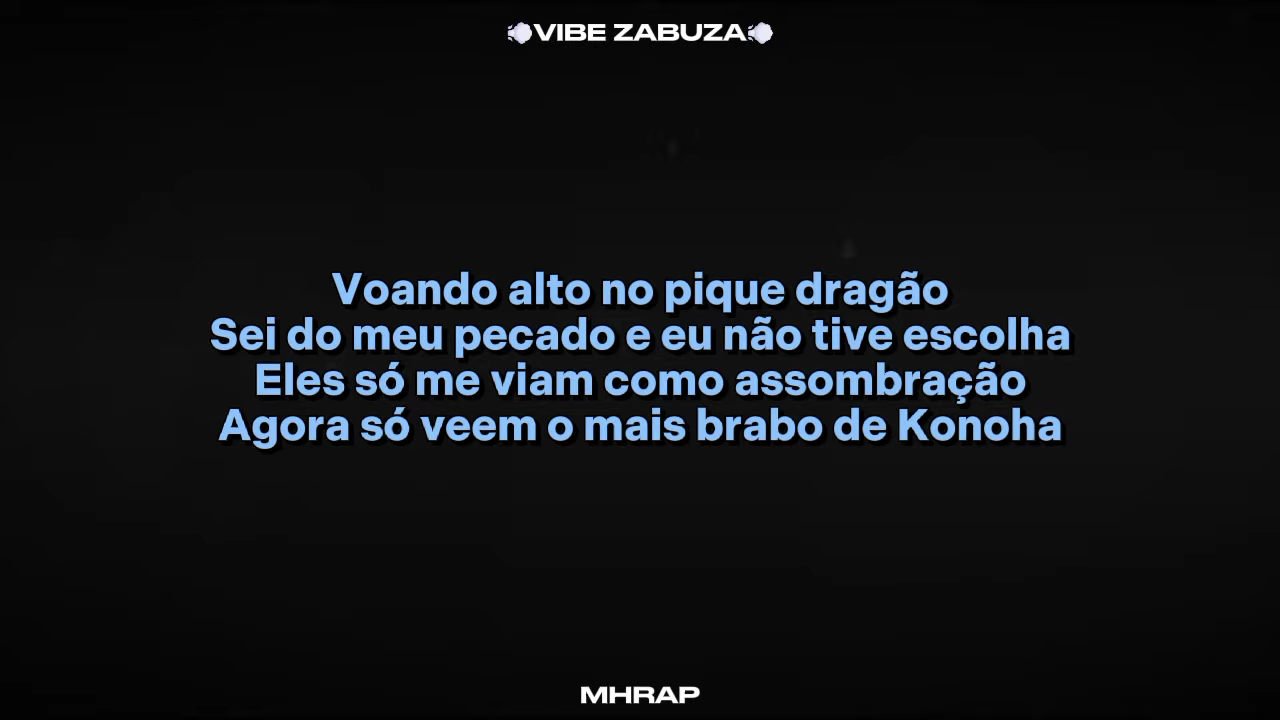 💨VIBE ZABUZA💨
Voando alto no pique dragão
Sei do meu pecado e eu não tive escolha
Eles só me viam como assombração
Agora só veem o mais brabo de Konoha
MHRAP